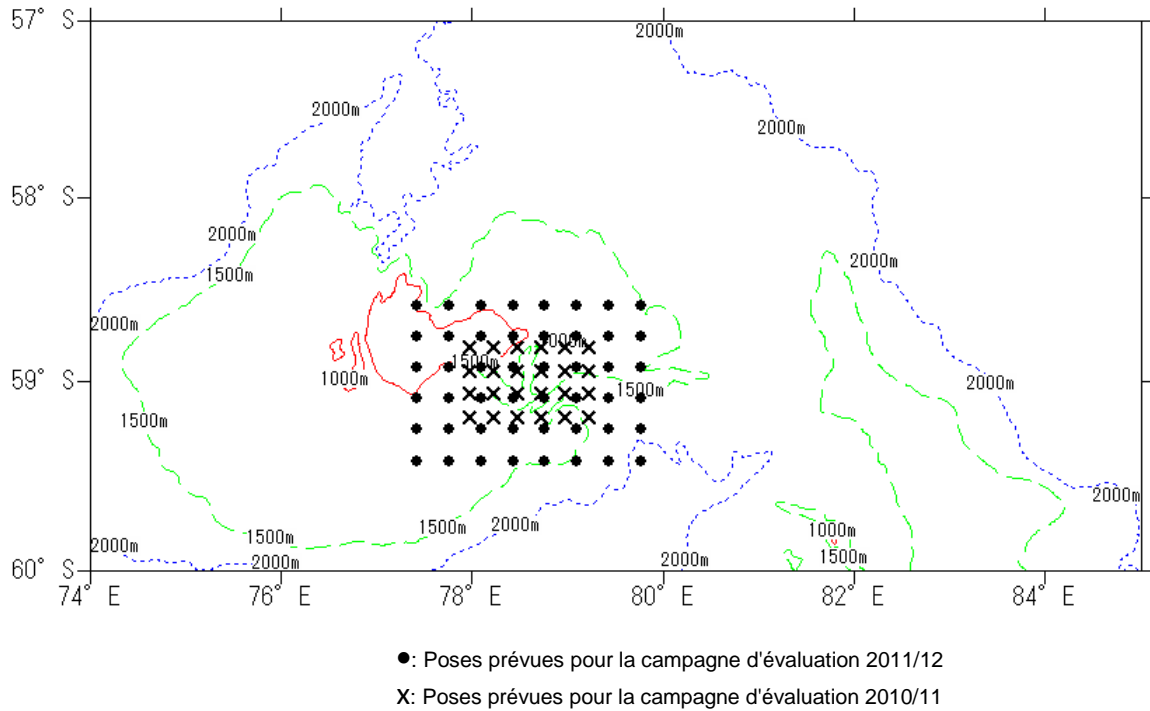 57° S
2000m
2000m
2000m
2000m
58° S
2000m
2000m
1500m
2000m
1500m
59° S
1000m
1500m
2000m
1500m
2000m
1500m
2000m
1000m
2000m
1500m
1500m
2000m
2000m
60° S
74° E
76° E
78° E
80° E
82° E
84° E
●: Poses prévues pour la campagne d'évaluation 2011/12
X: Poses prévues pour la campagne d'évaluation 2010/11